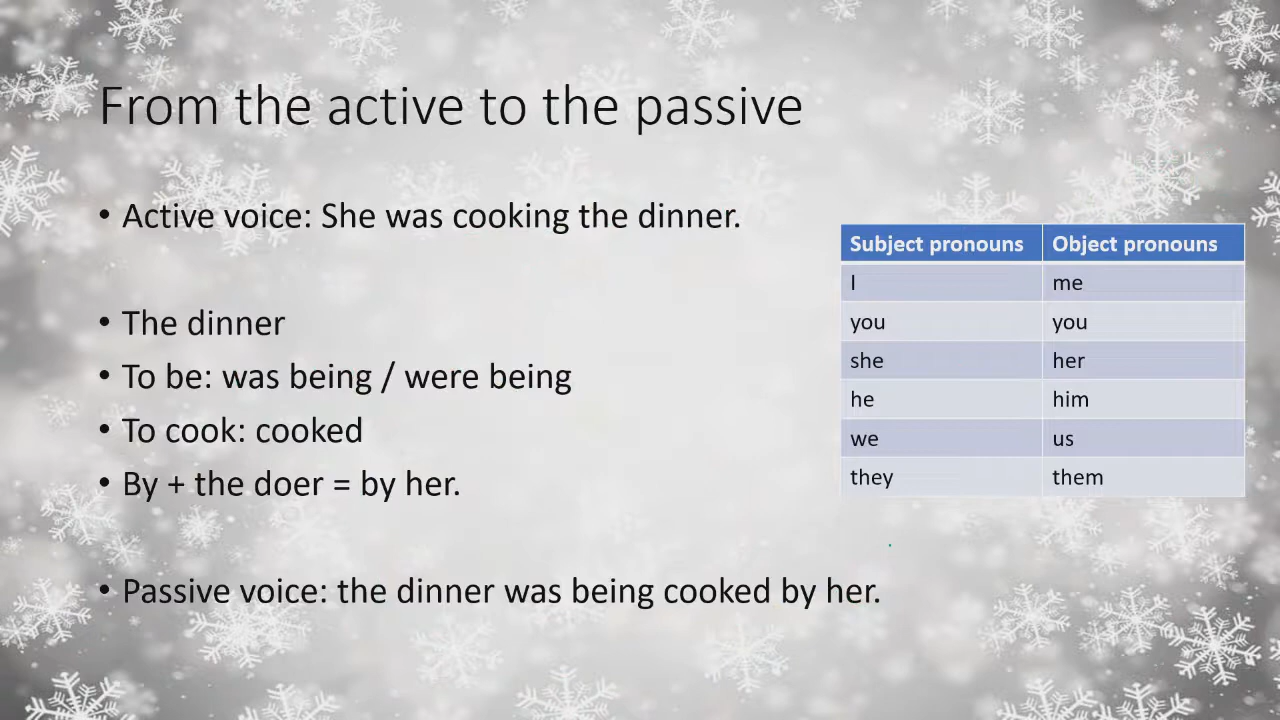 From the active to the passive
• Active voice: She was cooking the dinner.
• The dinner
• To be: was being / were being
• To cook: cooked
• By + the doer = by her.
• Passive voice: the dinner was being cooked by her.
Subject pronouns Object pronouns
I me
you you
she her
he him
we us
they them